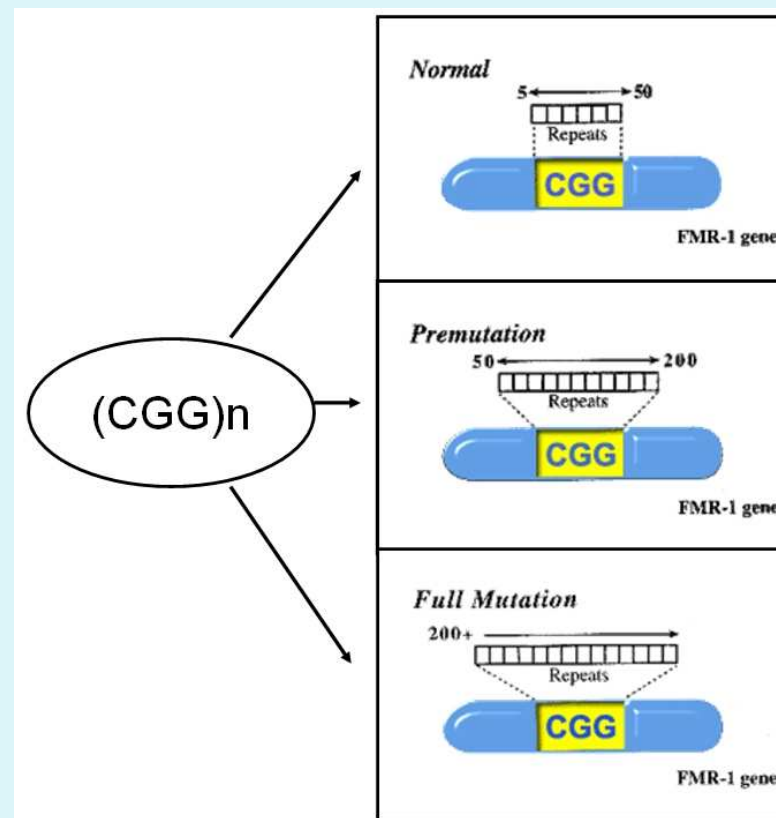 (CGG)n
Normal
5 50
Repeats
CGG
FMR-1 gene
Premutation
50 200
Repeats
CGG
FMR-1 gene
Full Mutation
200+
Repeats
CGG
FMR-1 gene